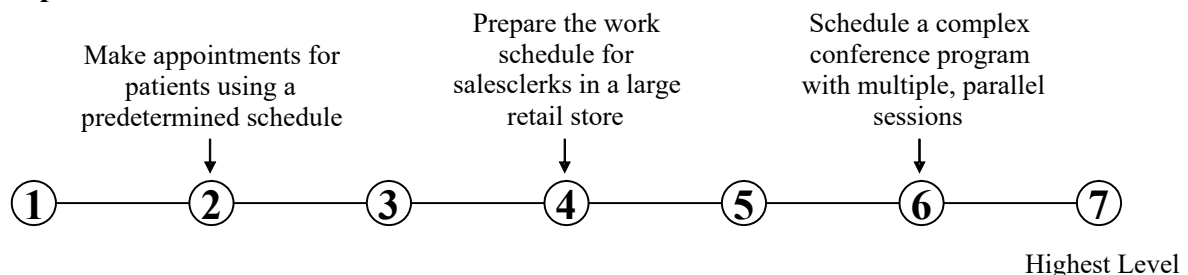 Make appointments for
patients using a
predetermined schedule
Prepare the work
schedule for
salesclerks in a large
retail store
Schedule a complex
conference program
with multiple, parallel
sessions
1 2 3 4 5 6 7
Highest Level